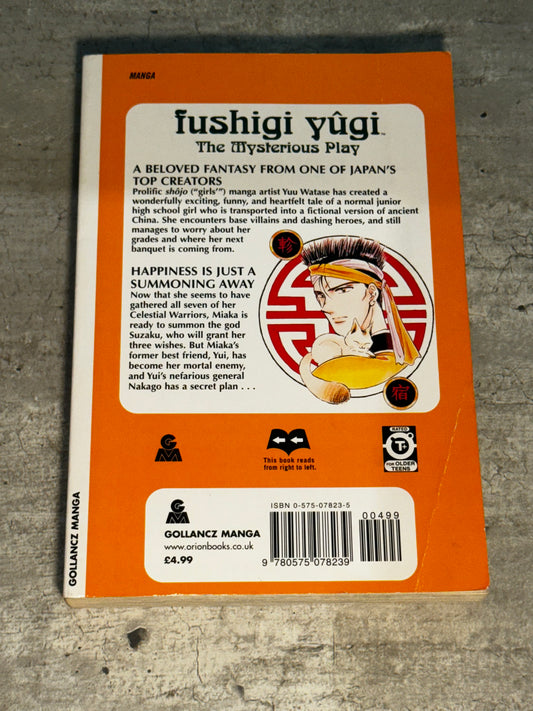 MANGA
fushigi yûgi™
The Mysterious Play
A BELOVED FANTASY FROM ONE OF JAPAN'S
TOP CREATORS
Prolific shôjo ("girls'") manga artist Yuu Watase has created a
wonderfully exciting, funny, and heartfelt tale of a normal junior
high school girl who is transported into a fictional version of ancient
China. She encounters base villains and dashing heroes, and still
manages to worry about her
grades and where her next
banquet is coming from.
軫
HAPPINESS IS JUST A
SUMMONING AWAY
Now that she seems to have
gathered all seven of her
Celestial Warriors, Miaka is
ready to summon the god
Suzaku, who will grant her
three wishes. But Miaka's
former best friend, Yui, has
become her mortal enemy,
and Yui's nefarious general
Nakago has a secret plan . . .
宿
GM
This book reads
from right to left.
RATED
T+
FOR OLDER
TEENS
GM
GOLLANCZ MANGA
www.orionbooks.co.uk
£4.99
ISBN 0-575-07823-5
00499
9 780575 078239
GOLLANCZ MANGA